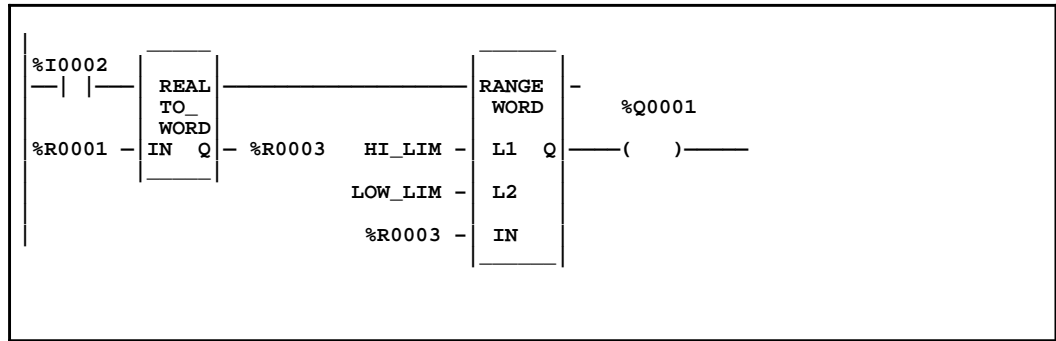 %I0002
REAL RANGE
TO_ WORD %Q0001
WORD
%R0001 IN Q %R0003 HI_LIM L1 Q ( )
LOW_LIM L2
%R0003 IN